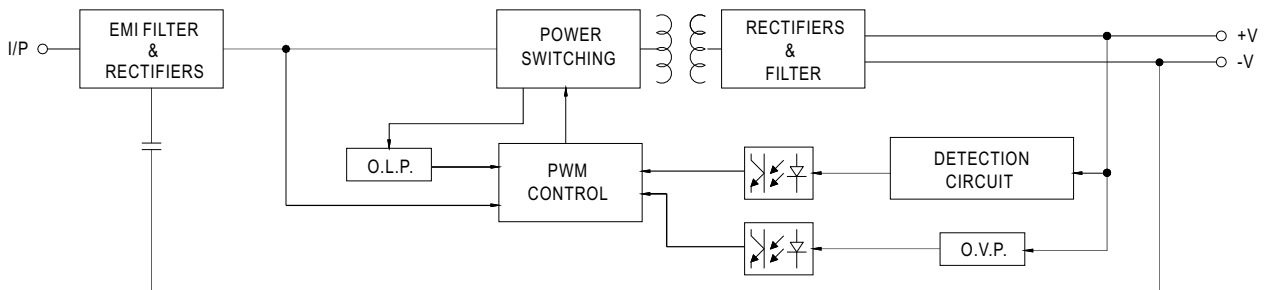 I/P
EMI FILTER
&
RECTIFIERS
POWER
SWITCHING
RECTIFIERS
&
FILTER
+V
-V
O.L.P.
PWM
CONTROL
DETECTION
CIRCUIT
O.V.P.